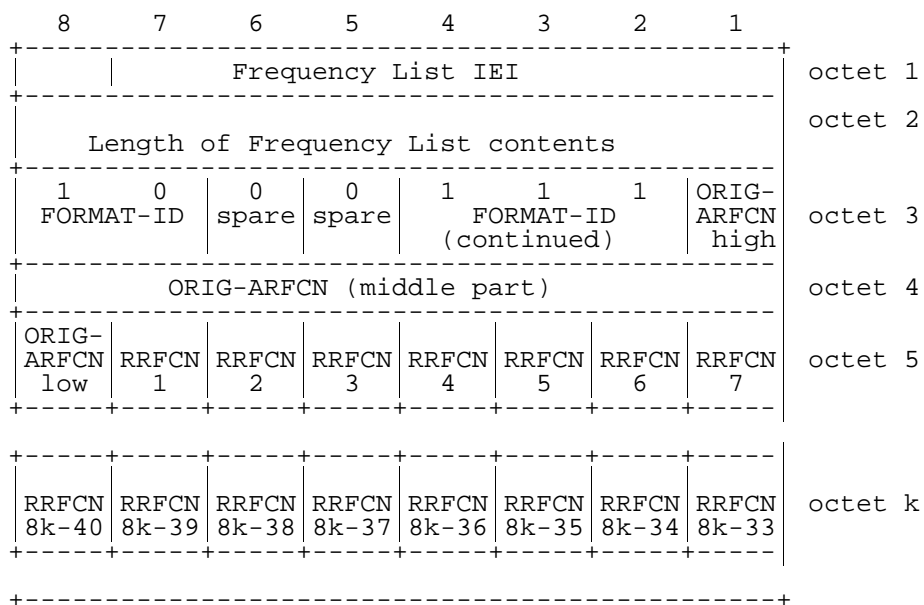 8 7 6 5 4 3 2 1
Frequency List IEI octet 1
octet 2
Length of Frequency List contents
1 0 0 0 1 1 1 ORIG-
FORMAT-ID spare spare FORMAT-ID ARFCN octet 3
(continued) high
ORIG-ARFCN (middle part) octet 4
ORIG-
ARFCN RRFCN RRFCN RRFCN RRFCN RRFCN RRFCN RRFCN octet 5
low 1 2 3 4 5 6 7
RRFCN RRFCN RRFCN RRFCN RRFCN RRFCN RRFCN RRFCN octet k
8k-40 8k-39 8k-38 8k-37 8k-36 8k-35 8k-34 8k-33